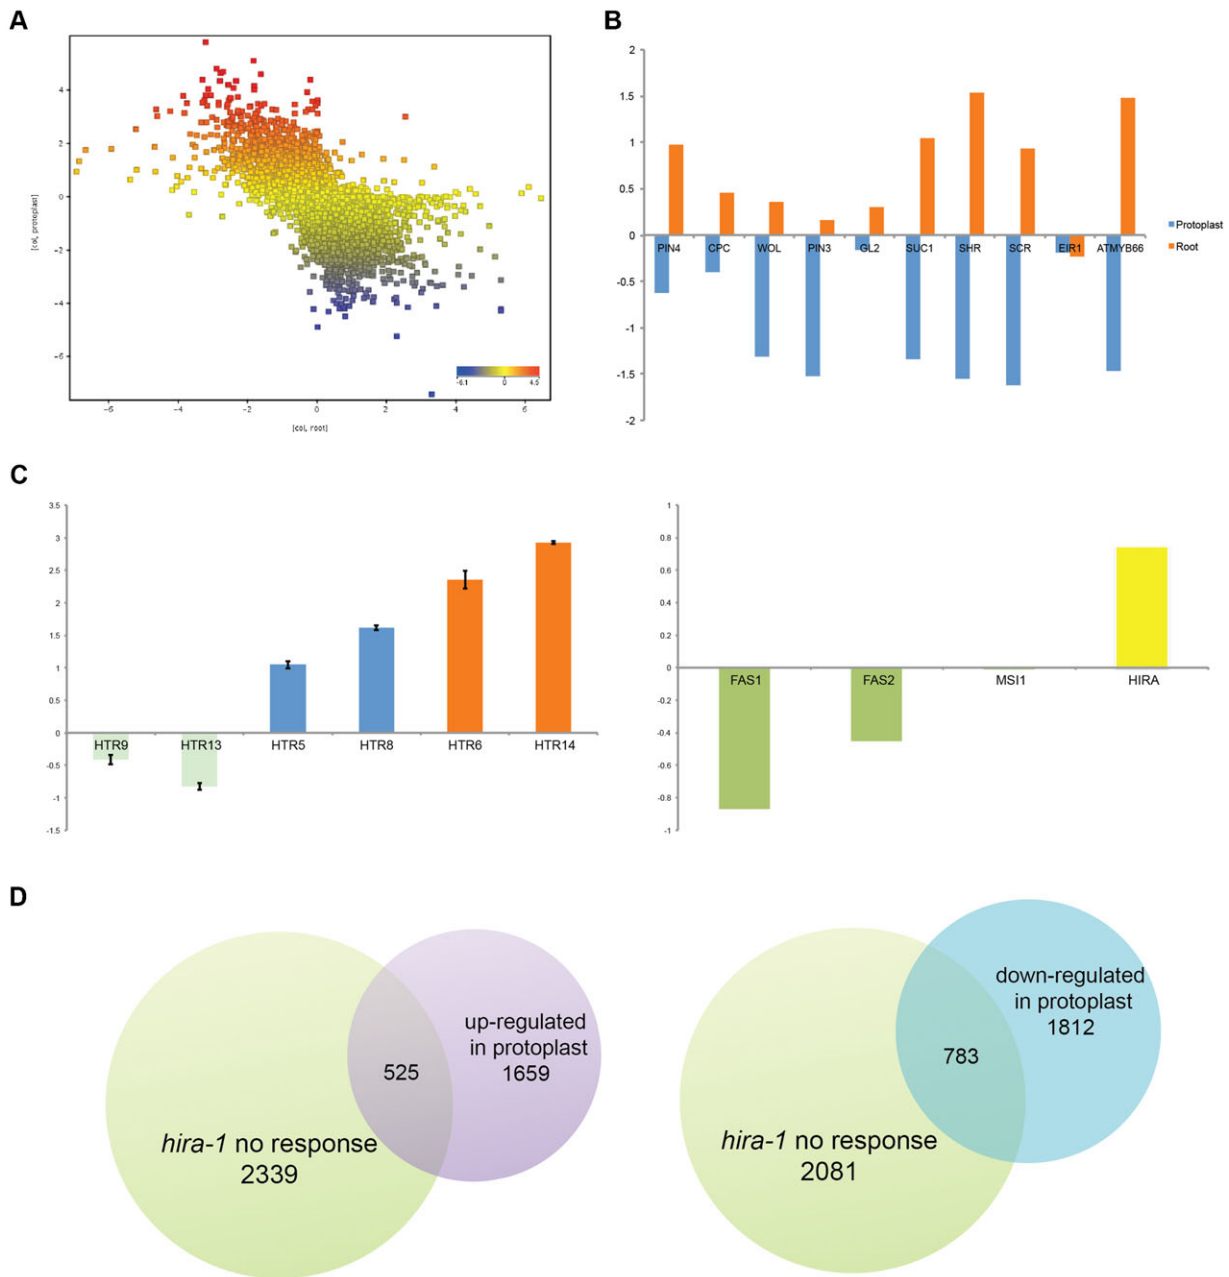 A
4
2
0
-2
-4
-6
[col, protoplast]
-6 -4 -2 0 2 4 6
[col, root]
-6.1 0 4.5
B
2
1.5
1
0.5
0
-0.5
-1
-1.5
-2
PIN4 CPC WOL PIN3 GL2 SUC1 SHR SCR EIR1 ATMYB66
Protoplast
Root
C
3.5
3
2.5
2
1.5
1
0.5
0
-0.5
-1
-1.5
HTR9 HTR13 HTR5 HTR8 HTR6 HTR14
1
0.8
0.6
0.4
0.2
0
-0.2
-0.4
-0.6
-0.8
-1
FAS1 FAS2 MSI1 HIRA
D
hira-1 no response
2339
525
up-regulated
in protoplast
1659
hira-1 no response
2081
783
down-regulated
in protoplast
1812